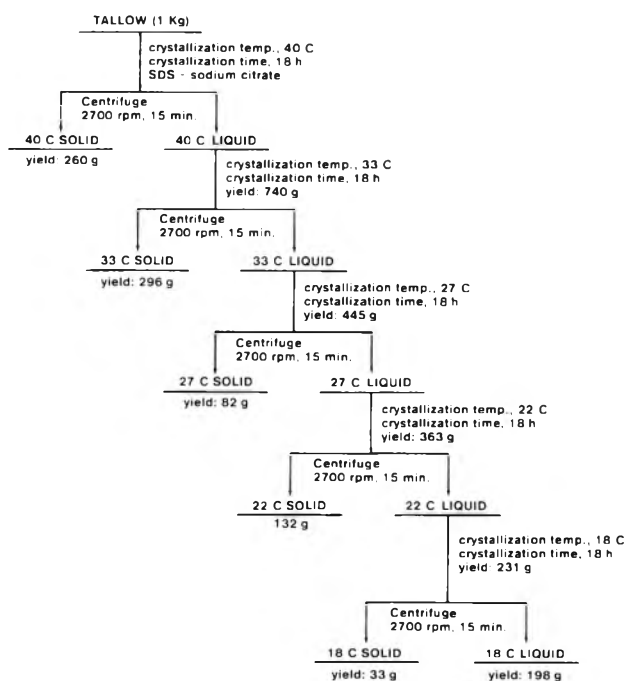 TALLOW (1 Kg)
crystallization temp., 40 C
crystallization time, 18 h
SDS - sodium citrate
Centrifuge
2700 rpm, 15 min.
40 C SOLID
yield: 260 g
40 C LIQUID
crystallization temp., 33 C
crystallization time, 18 h
yield: 740 g
Centrifuge
2700 rpm, 15 min.
33 C SOLID
yield: 296 g
33 C LIQUID
crystallization temp., 27 C
crystallization time, 18 h
yield: 445 g
Centrifuge
2700 rpm, 15 min.
27 C SOLID
yield: 82 g
27 C LIQUID
crystallization temp., 22 C
crystallization time, 18 h
yield: 363 g
Centrifuge
2700 rpm, 15 min.
22 C SOLID
132 g
22 C LIQUID
crystallization temp., 18 C
crystallization time, 18 h
yield: 231 g
Centrifuge
2700 rpm, 15 min.
18 C SOLID
yield: 33 g
18 C LIQUID
yield: 198 g